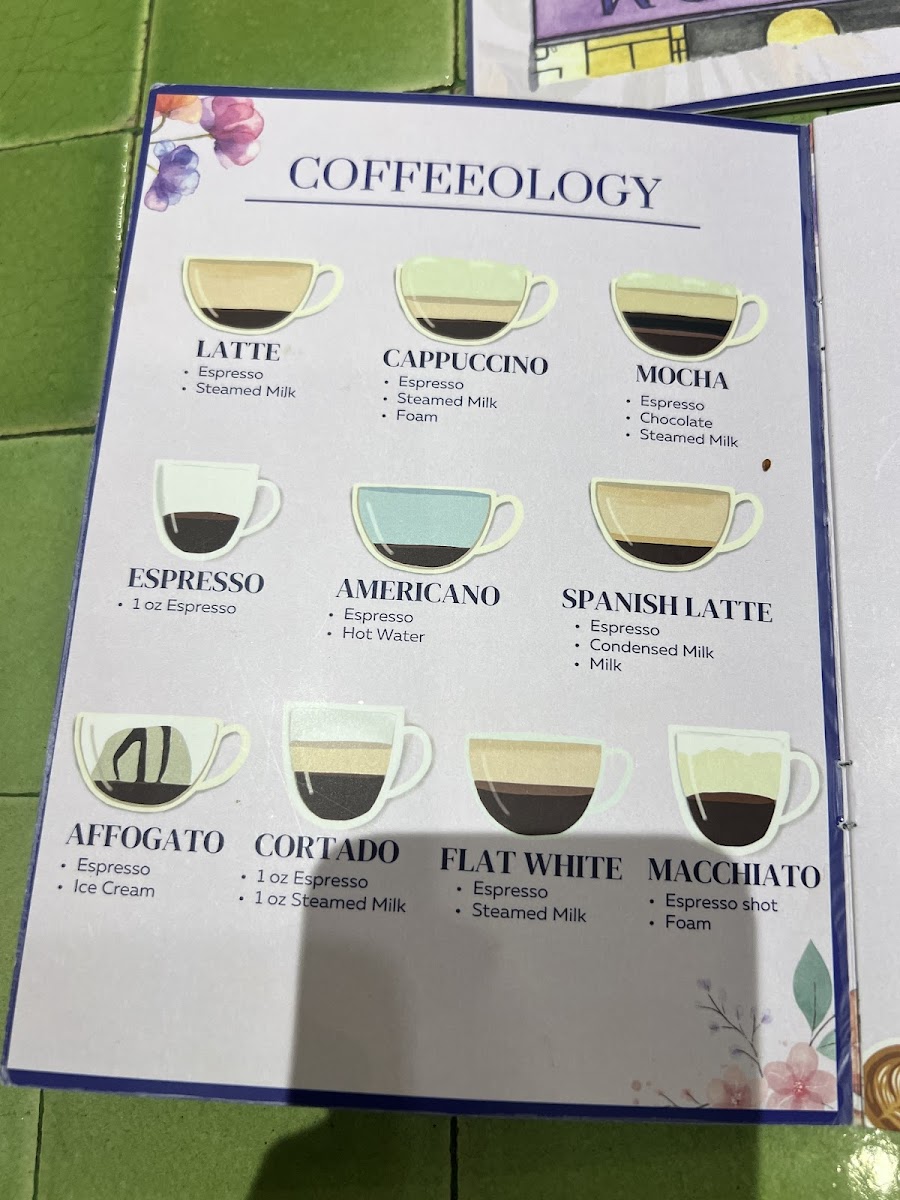 COFFEEOLOGY
LATTE
• Espresso
• Steamed Milk
CAPPUCCINO
• Espresso
• Steamed Milk
• Foam
MOCHA
• Espresso
• Chocolate
• Steamed Milk
ESPRESSO
• 1 oz Espresso
AMERICANO
• Espresso
• Hot Water
SPANISH LATTE
• Espresso
• Condensed Milk
• Milk
AFFOGATO
• Espresso
• Ice Cream
CORTADO
• 1 oz Espresso
• 1 oz Steamed Milk
FLAT WHITE
• Espresso
• Steamed Milk
MACCHIATO
• Espresso shot
• Foam